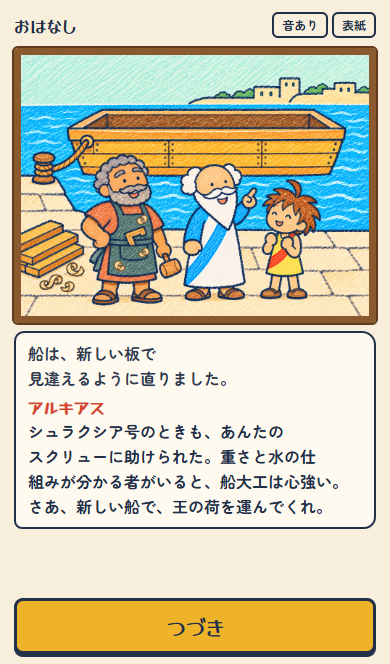 おはなし
音あり
表紙
船は、新しい板で
見違えるように直りました。
アルキアス
シュラクシア号のときも、あんたの
スクリューに助けられた。重さと水の仕
組みが分かる者がいると、船大工は心強い。
さあ、新しい船で、王の荷を運んでくれ。
つづき